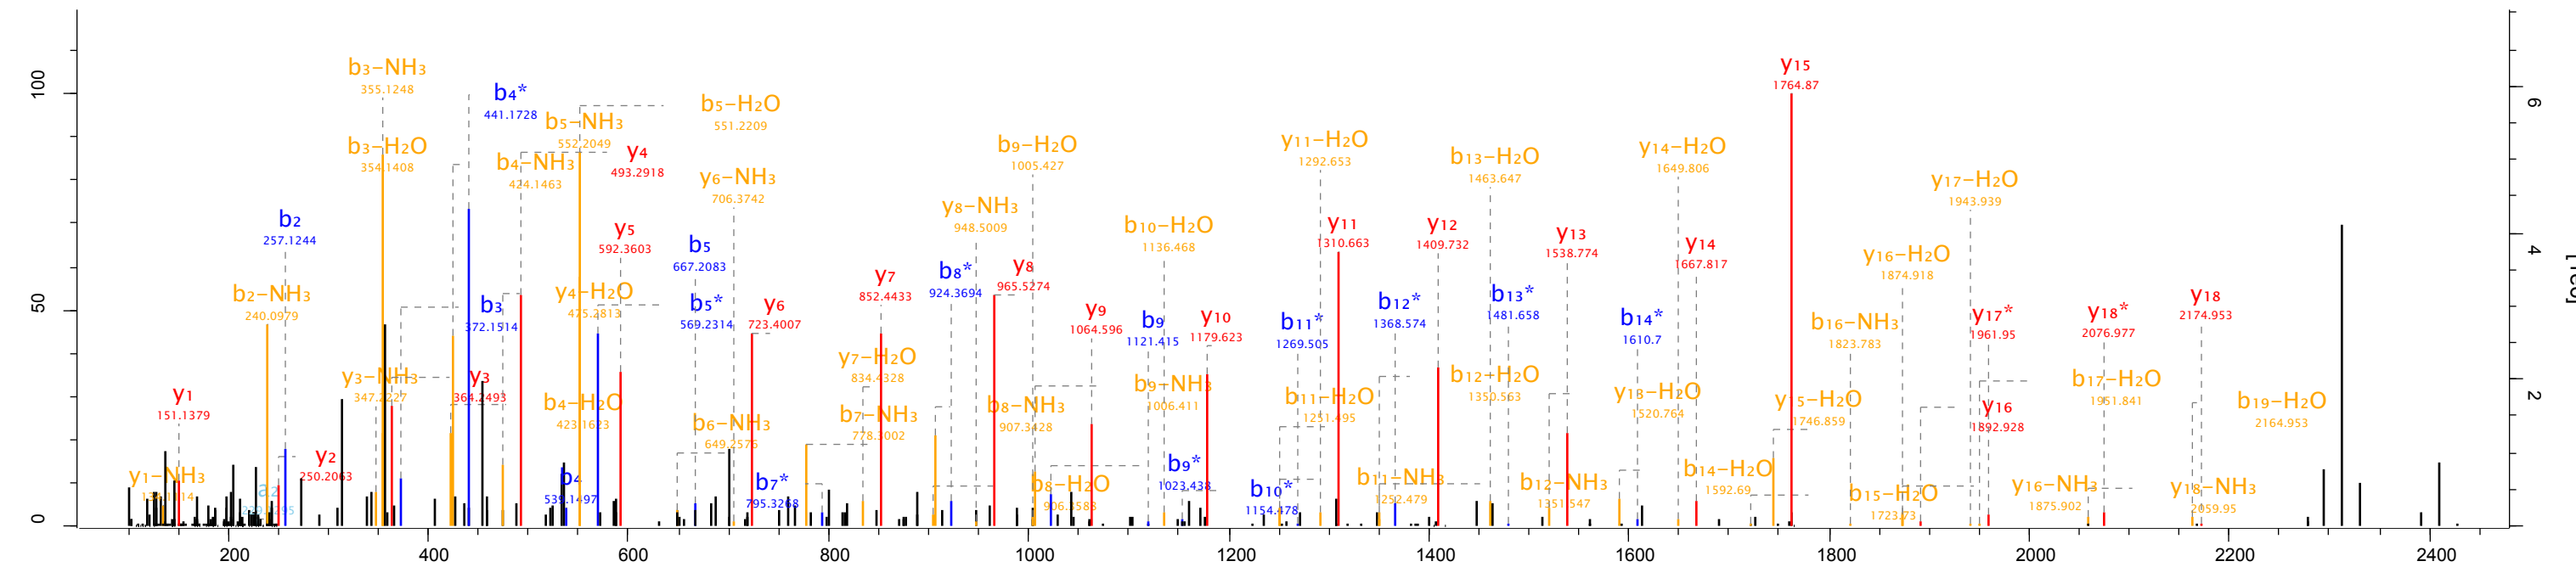 100
50
0
6
4
2
[1e6]
b₃-NH₃
355.1248
b₃-H₂O
354.1408
b₂
257.1244
b₂-NH₃
240.0979
y₁
151.1379
y₁-NH₃
a₂
y₂
250.2063
y₃-NH₃
347.2227
y₃
364.2493
b₃
372.1514
b₄*
441.1728
b₄-NH₃
424.1463
b₅-NH₃
552.2049
b₅-H₂O
551.2209
y₄
493.2918
y₅
592.3603
y₄-H₂O
475.2813
b₄-H₂O
423.1623
b₄
539.1497
b₅
667.2083
b₅*
569.2314
y₆-NH₃
706.3742
y₆
723.4007
b₆-NH₃
649.2576
b₇*
795.3268
y₇
852.4433
y₇-H₂O
834.4328
b₇-NH₃
778.3002
y₈-NH₃
948.5009
b₈*
924.3694
y₈
965.5274
b₉-H₂O
1005.427
b₈-NH₃
907.3428
b₈-H₂O
906.3588
y₉
1064.596
b₁₀-H₂O
1136.468
b₉
1121.415
y₁₀
1179.623
b₉-NH₃
1006.411
b₉*
1023.438
b₁₀*
1154.478
y₁₁-H₂O
1292.653
y₁₁
1310.663
b₁₁*
1269.505
b₁₁-H₂O
1251.495
y₁₂
1409.732
b₁₂*
1368.574
b₁₁-NH₃
1252.479
b₁₃-H₂O
1463.647
b₁₃*
1481.658
b₁₂-H₂O
1350.563
y₁₃
1538.774
b₁₂-NH₃
1351.547
y₁₄-H₂O
1649.806
y₁₄
1667.817
b₁₄*
1610.7
y₁₃-H₂O
1520.764
b₁₄-H₂O
1592.69
y₁₅
1764.87
y₁₅-H₂O
1746.859
b₁₆-NH₃
1823.783
y₁₆-H₂O
1874.918
b₁₅-H₂O
1723.73
y₁₇-H₂O
1943.939
y₁₇*
1961.95
y₁₆
1892.928
y₁₆-NH₃
1875.902
y₁₈*
2076.977
b₁₇-H₂O
1951.841
y₁₈
2174.953
y₁₈-NH₃
2059.95
b₁₉-H₂O
2164.953
200
400
600
800
1000
1200
1400
1600
1800
2000
2200
2400